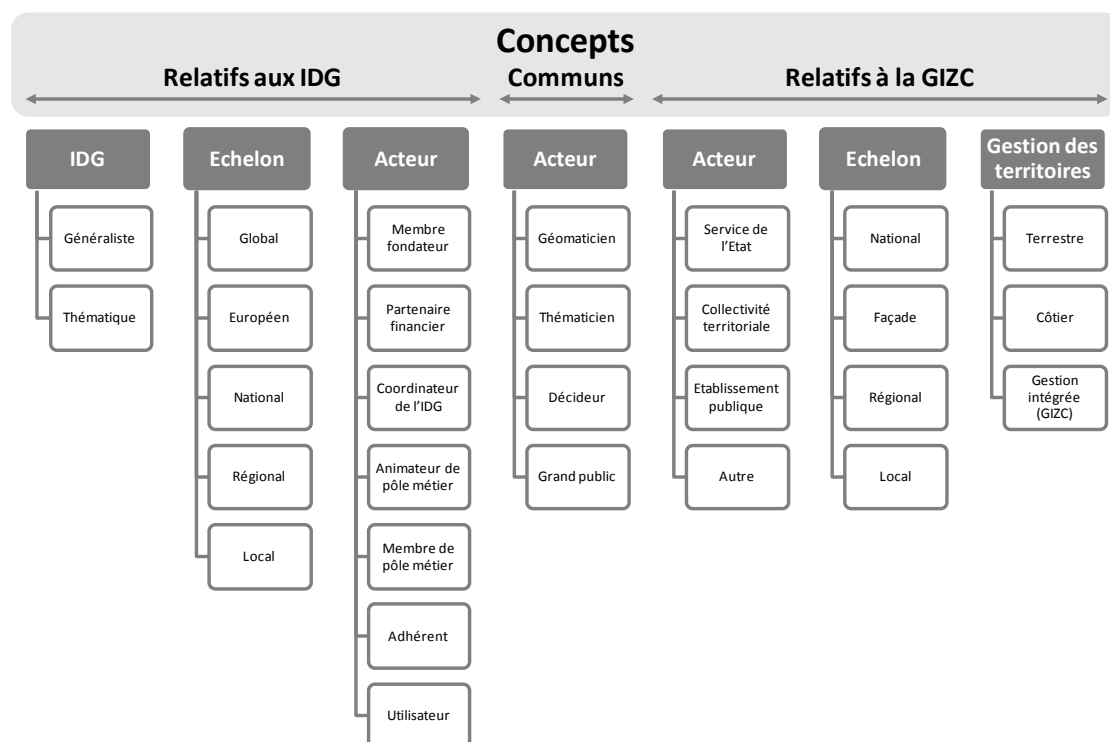 Concepts
Relatifs aux IDG
Communs
Relatifs à la GIZC
IDG
Généraliste
Thématique
Echelon
Global
Européen
National
Régional
Local
Acteur
Membre
fondateur
Partenaire
financier
Coordinateur
de l'IDG
Animateur de
pôle métier
Membre de
pôle métier
Adhérent
Utilisateur
Acteur
Géomaticien
Thématicien
Décideur
Grand public
Acteur
Service de
l'Etat
Collectivité
territoriale
Etablissement
publique
Autre
Echelon
National
Façade
Régional
Local
Gestion des
territoires
Terrestre
Côtier
Gestion
intégrée
(GIZC)